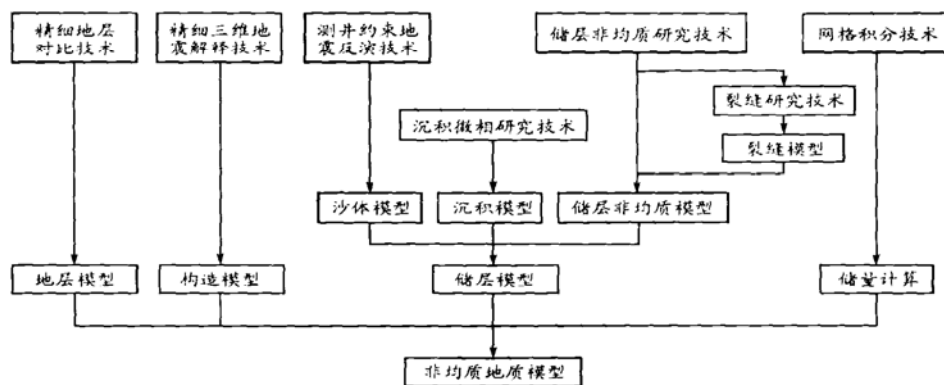 精细地层
对比技术
精细三维地
震解释技术
测井约束地
震反演技术
储层非均质研究技术
网格积分技术
裂缝研究技术
沉积微相研究技术
裂缝模型
沙体模型
沉积模型
储层非均质模型
地层模型
构造模型
储层模型
储量计算
非均质地质模型